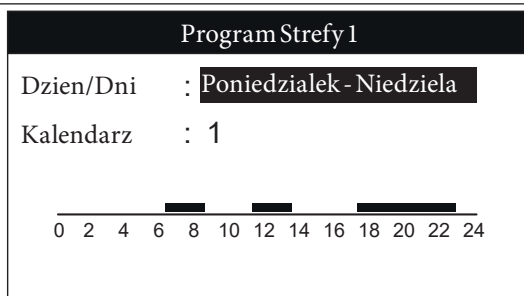 Program Strefy 1
Dzien/Dni : Poniedzialek - Niedziela
Kalendarz : 1
0 2 4 6 8 10 12 14 16 18 20 22 24